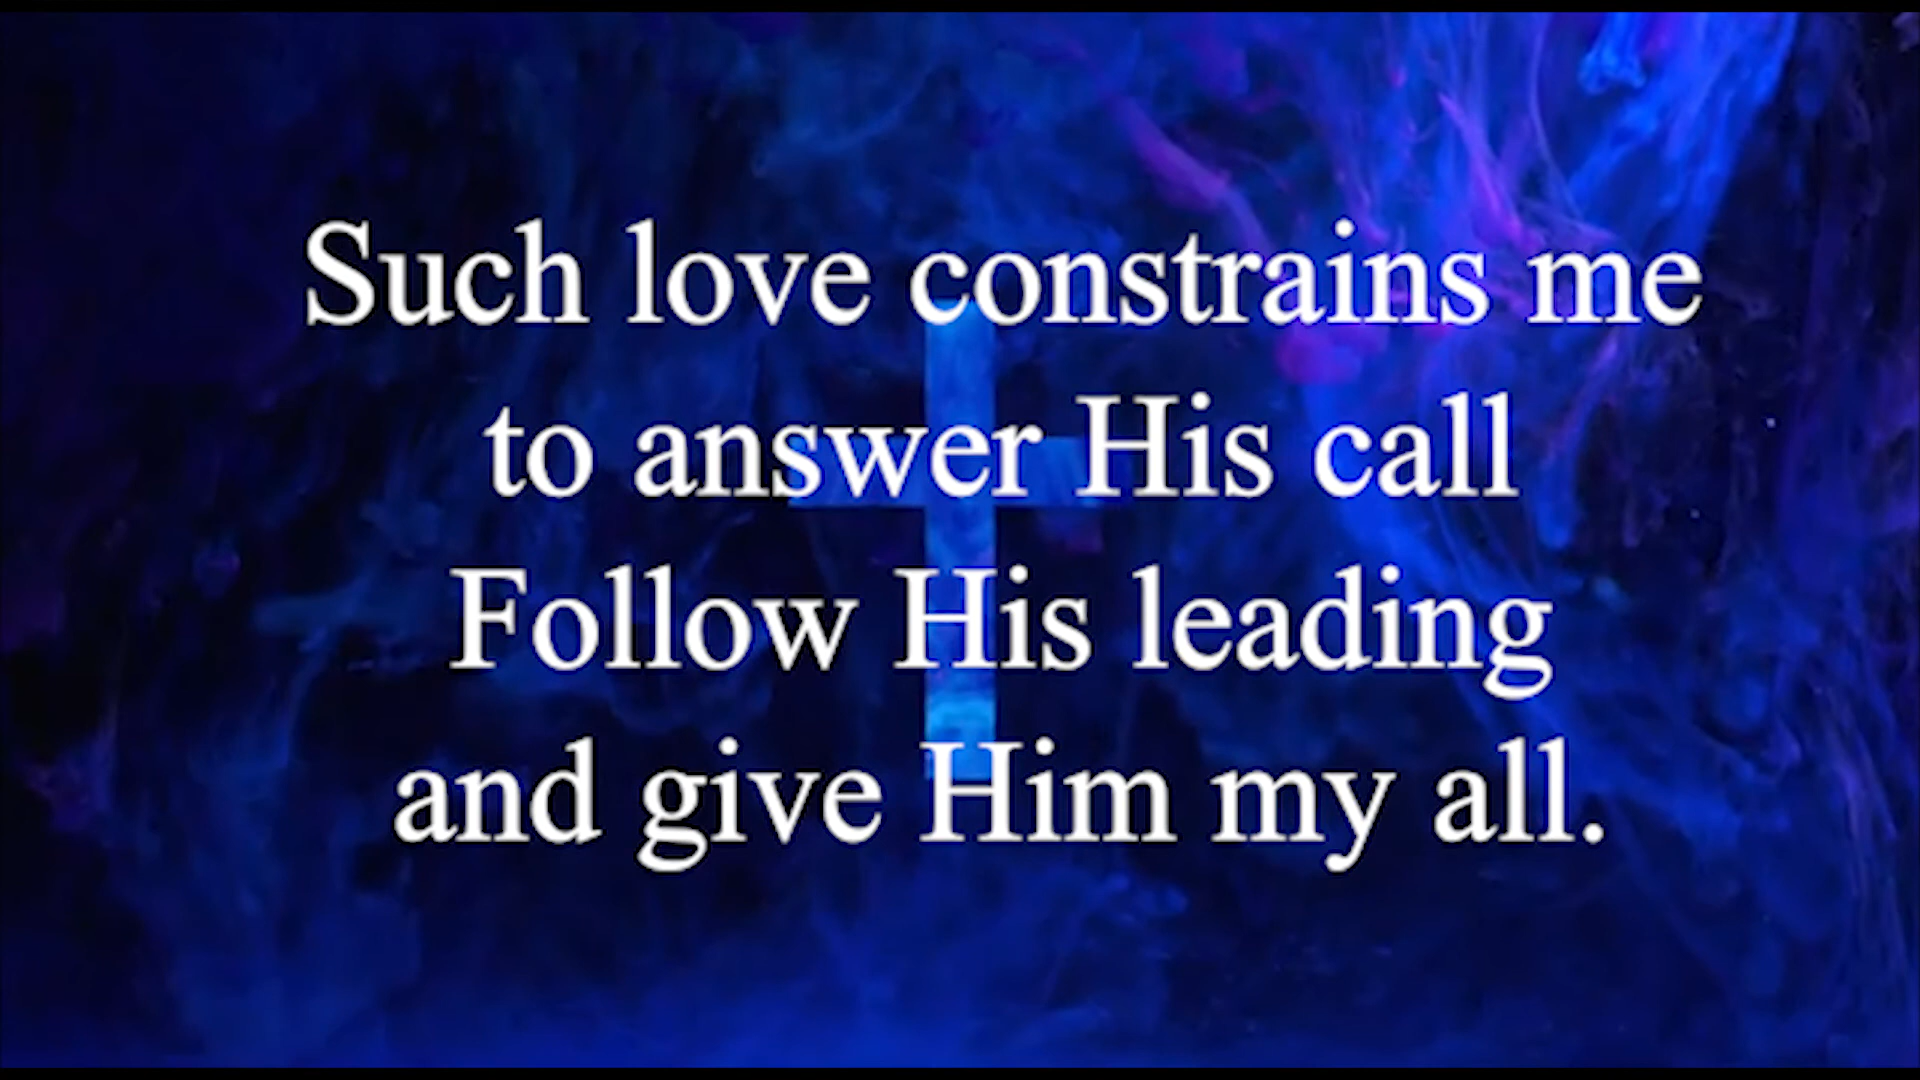 Such love constrains me
to answer His call
Follow His leading
and give Him my all.